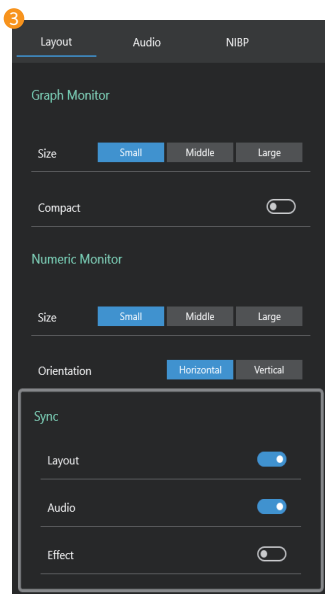 3
Layout Audio NIBP
Graph Monitor
Size Small Middle Large
Compact
Numeric Monitor
Size Small Middle Large
Orientation Horizontal Vertical
Sync
Layout
Audio
Effect